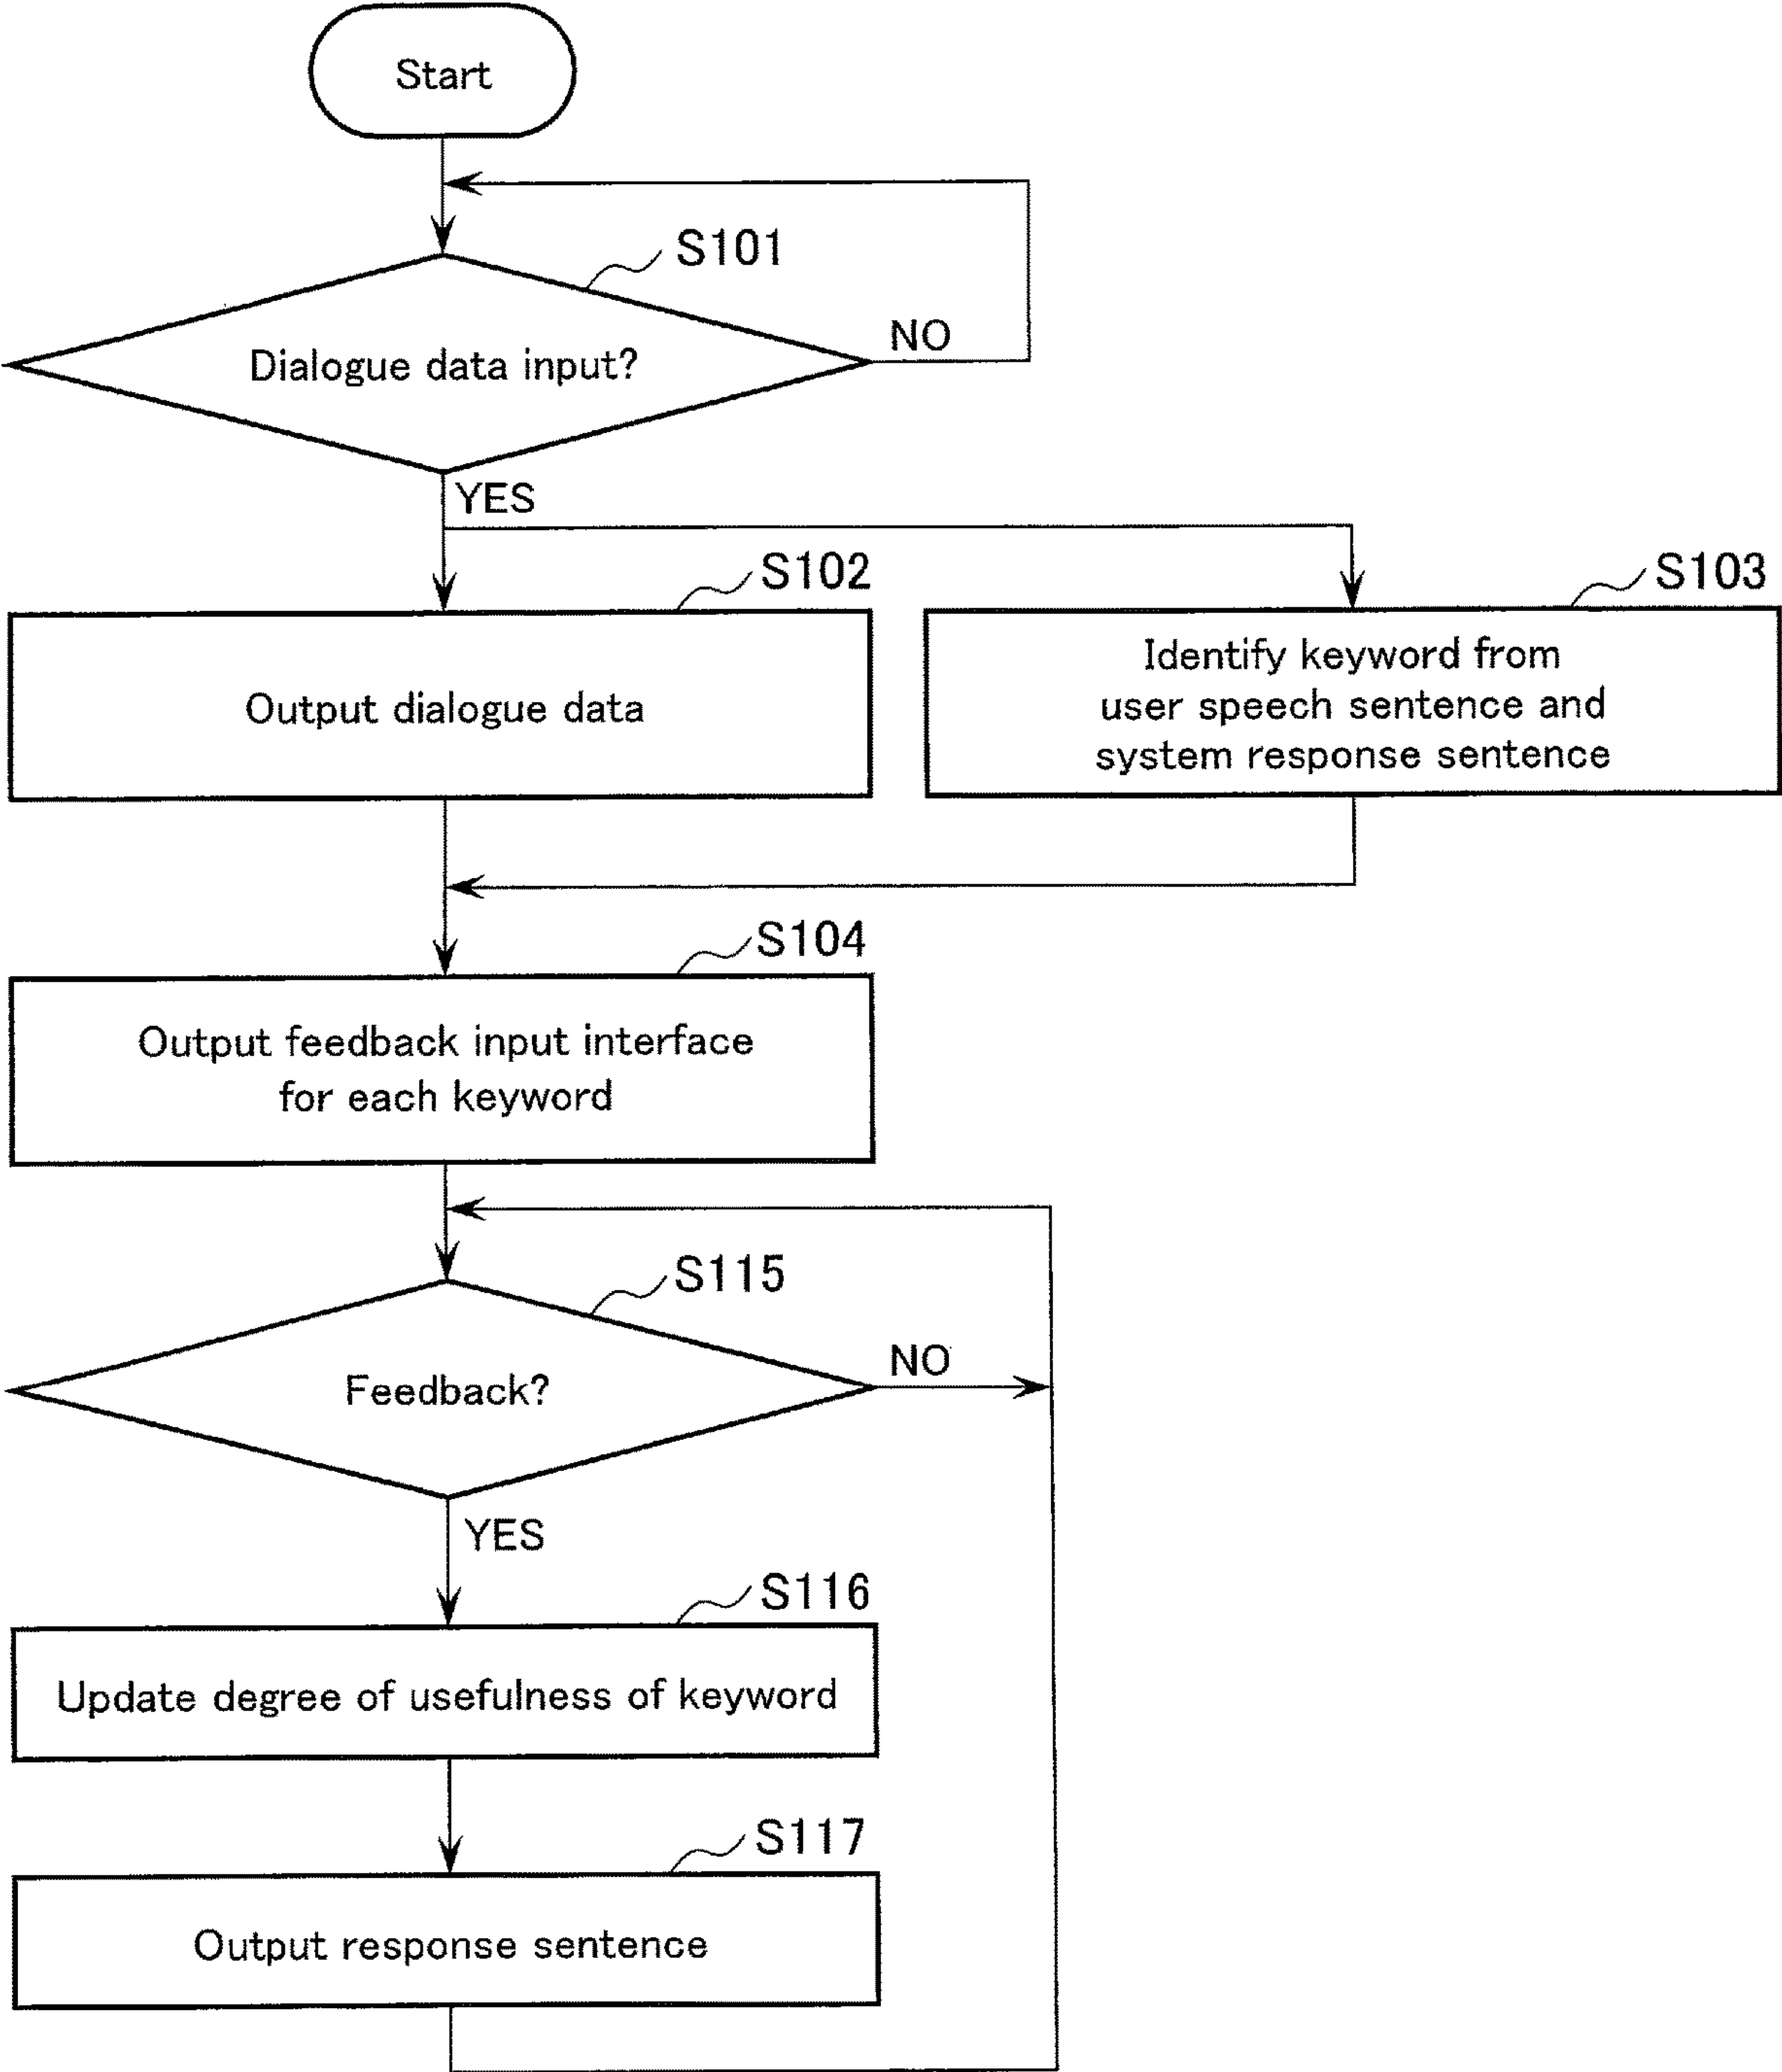 Start
S101
Dialogue data input?
NO
YES
S102
Output dialogue data
S103
Identify keyword from
user speech sentence and
system response sentence
S104
Output feedback input interface
for each keyword
S115
Feedback?
NO
YES
S116
Update degree of usefulness of keyword
S117
Output response sentence